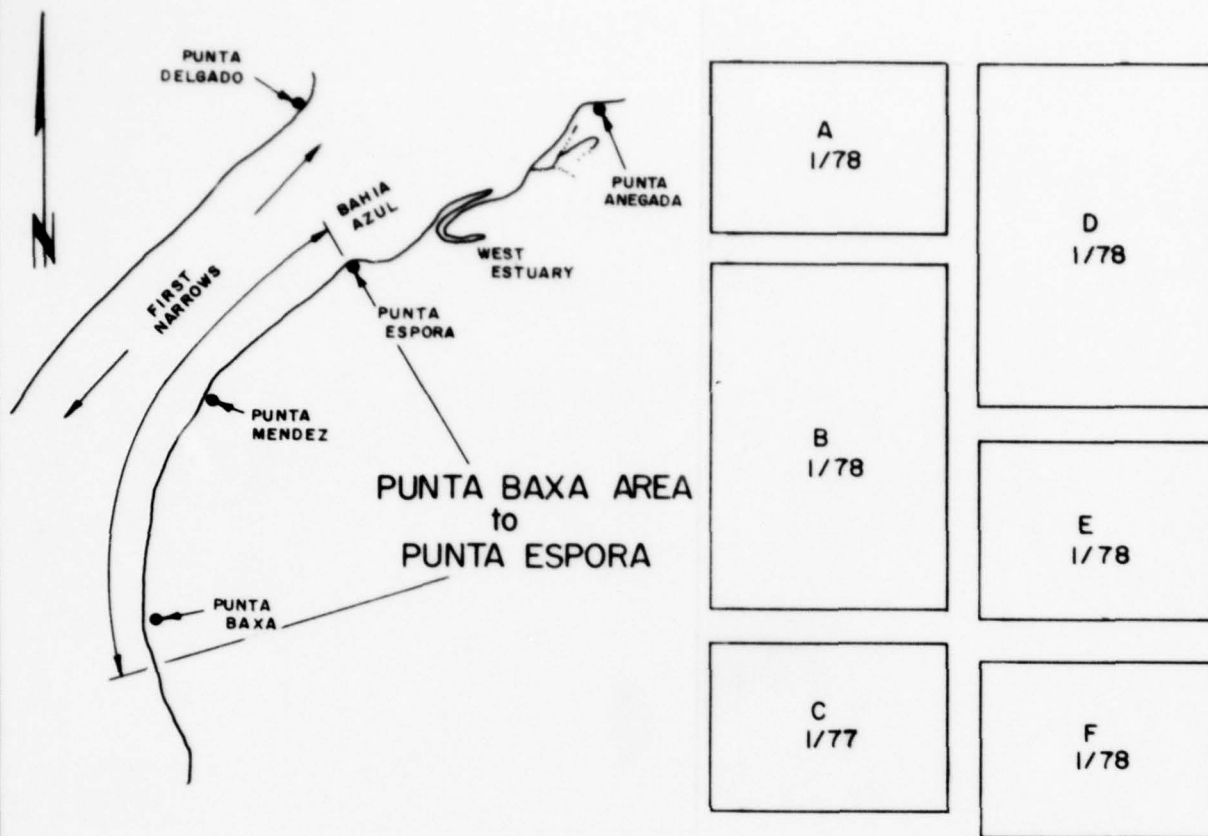 PUNTA
DELGADO
BAHIA
AZUL
PUNTA
ANEGADA
WEST
ESTUARY
FIRST
NARROWS
PUNTA
ESPORA
PUNTA
MENDEZ
PUNTA BAXA AREA
to
PUNTA ESPORA
PUNTA
BAXA
N
A
1/78
B
1/78
C
1/77
D
1/78
E
1/78
F
1/78